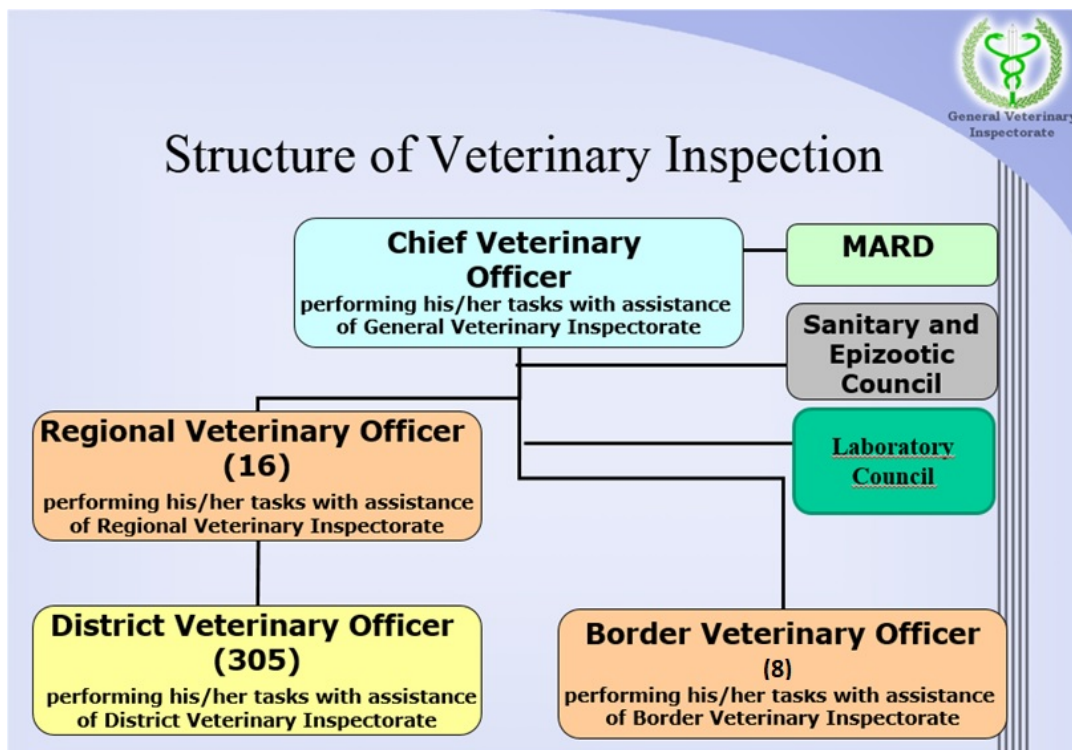 General Veterinary
Inspectorate
Structure of Veterinary Inspection
Chief Veterinary
Officer
performing his/her tasks with assistance
of General Veterinary Inspectorate
MARD
Sanitary and
Epizootic
Council
Laboratory
Council
Regional Veterinary Officer
(16)
performing his/her tasks with assistance
of Regional Veterinary Inspectorate
District Veterinary Officer
(305)
performing his/her tasks with assistance
of District Veterinary Inspectorate
Border Veterinary Officer
(8)
performing his/her tasks with assistance
of Border Veterinary Inspectorate